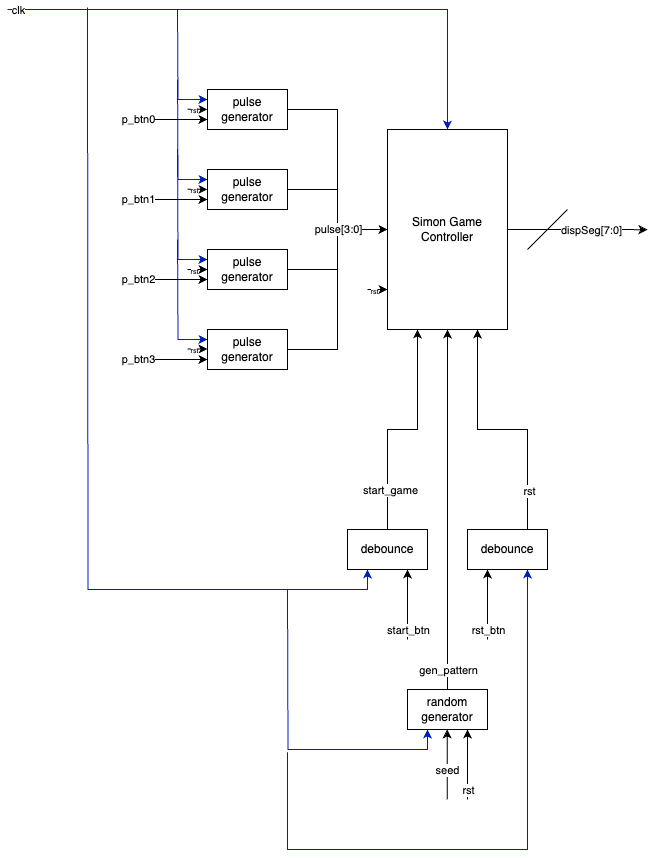 clk
pulse
generator
rst
p_btn0
pulse
generator
rst
p_btn1
pulse[3:0]
Simon Game
Controller
dispSeg[7:0]
pulse
generator
rst
p_btn2
rst
pulse
generator
rst
p_btn3
start_game
rst
debounce
debounce
start_btn
rst_btn
gen_pattern
random
generator
seed
rst